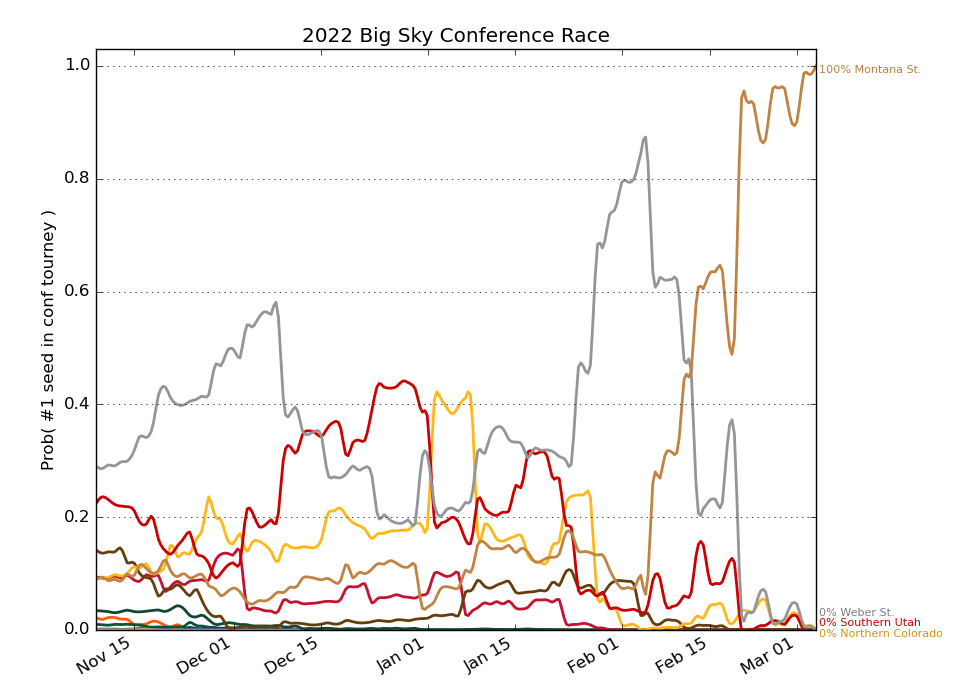 2022 Big Sky Conference Race
Prob( #1 seed in conf tourney )
1.0
0.8
0.6
0.4
0.2
0.0
Nov 15
Dec 01
Dec 15
Jan 01
Jan 15
Feb 01
Feb 15
Mar 01
100% Montana St.
0% Weber St.
0% Southern Utah
0% Northern Colorado